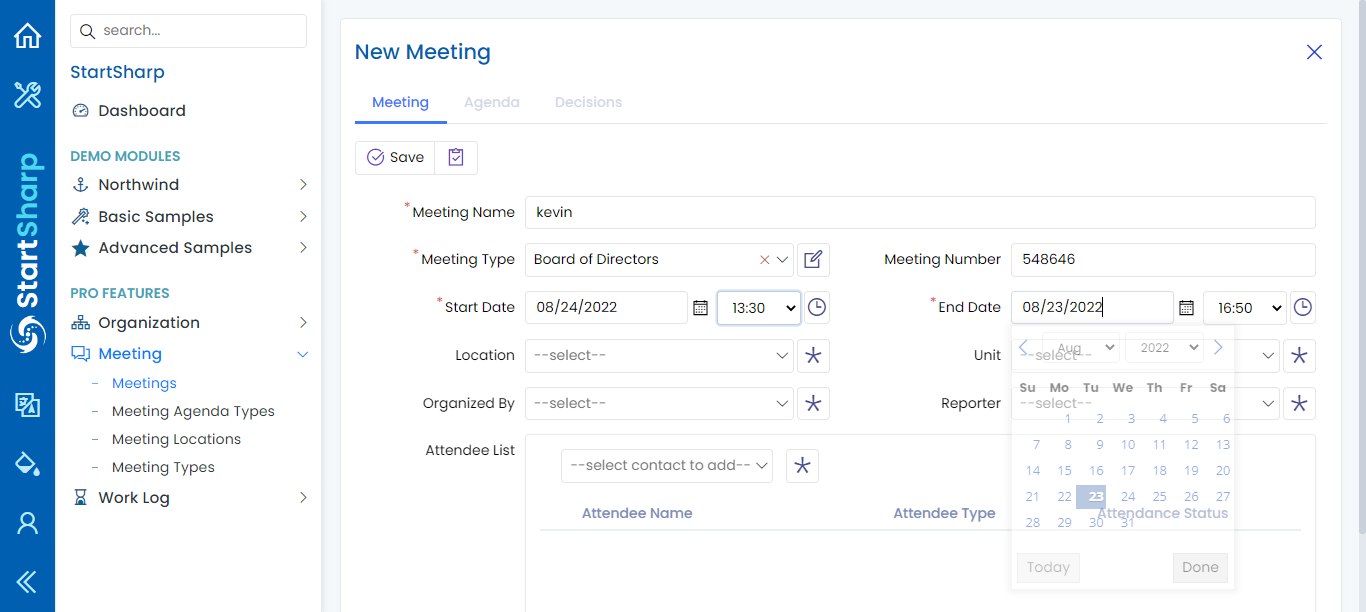 search...
StartSharp
Dashboard
DEMO MODULES
Northwind
Basic Samples
Advanced Samples
PRO FEATURES
Organization
Meeting
- Meetings
- Meeting Agenda Types
- Meeting Locations
- Meeting Types
Work Log
StartSharp
New Meeting
Meeting Agenda Decisions
Save
*Meeting Name kevin
*Meeting Type Board of Directors Meeting Number 548646
*Start Date 08/24/2022 13:30 *End Date 08/23/2022 16:50
Location --select-- Unit --select--
Organized By --select-- Reporter --select--
Attendee List
--select contact to add--
Attendee Name Attendee Type Attendance Status
Aug 2022
Su Mo Tu We Th Fr Sa
1 2 3 4 5 6
7 8 9 10 11 12 13
14 15 16 17 18 19 20
21 22 23 24 25 26 27
28 29 30 31
Today Done